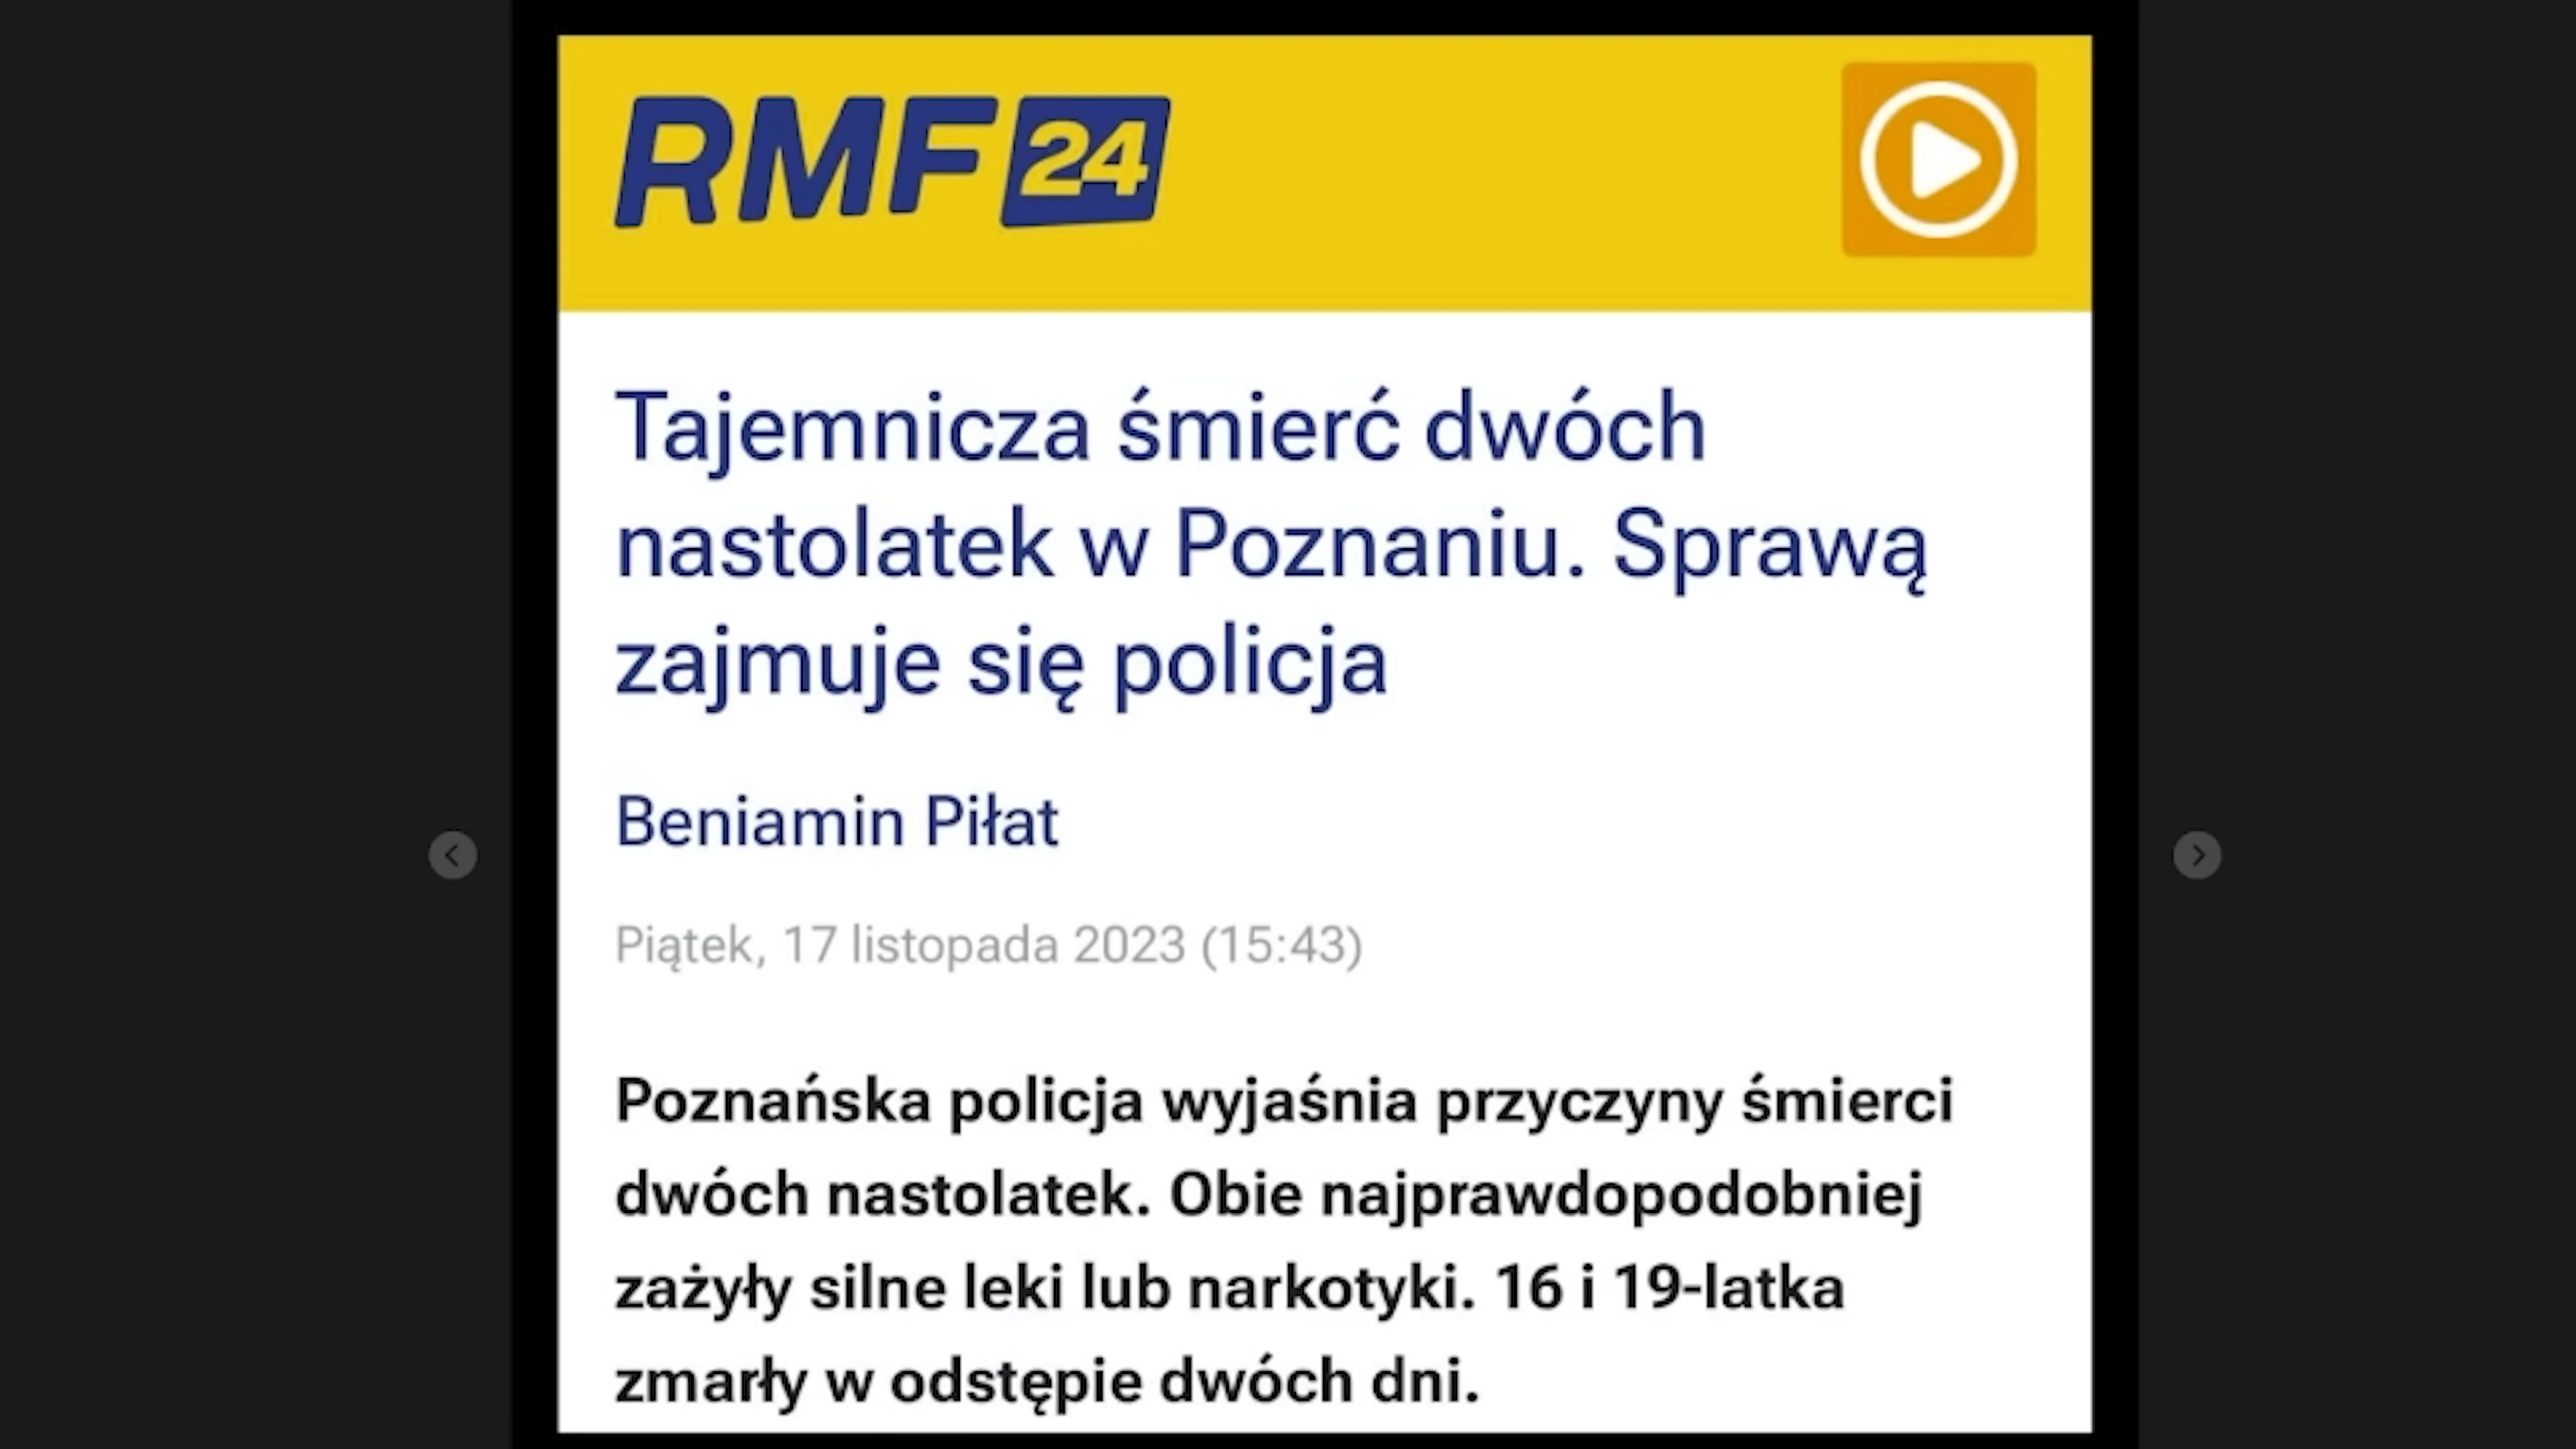 RMF24
Tajemnicza śmierć dwóch
nastolatek w Poznaniu. Sprawą
zajmuje się policja
Beniamin Piłat
Piątek, 17 listopada 2023 (15:43)
Poznańska policja wyjaśnia przyczyny śmierci
dwóch nastolatek. Obie najprawdopodobniej
zażyły silne leki lub narkotyki. 16 i 19-latka
zmarły w odstępie dwóch dni.